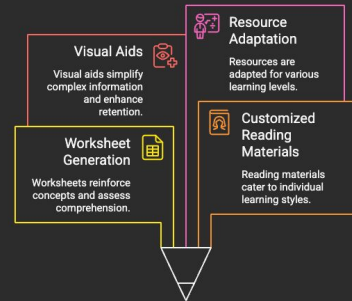 Visual Aids
Visual aids simplify
complex information
and enhance
retention.
Resource
Adaptation
Resources are
adapted for various
learning levels.
Worksheet
Generation
Worksheets reinforce
concepts and assess
comprehension.
Customized
Reading
Materials
Reading materials
cater to individual
learning styles.